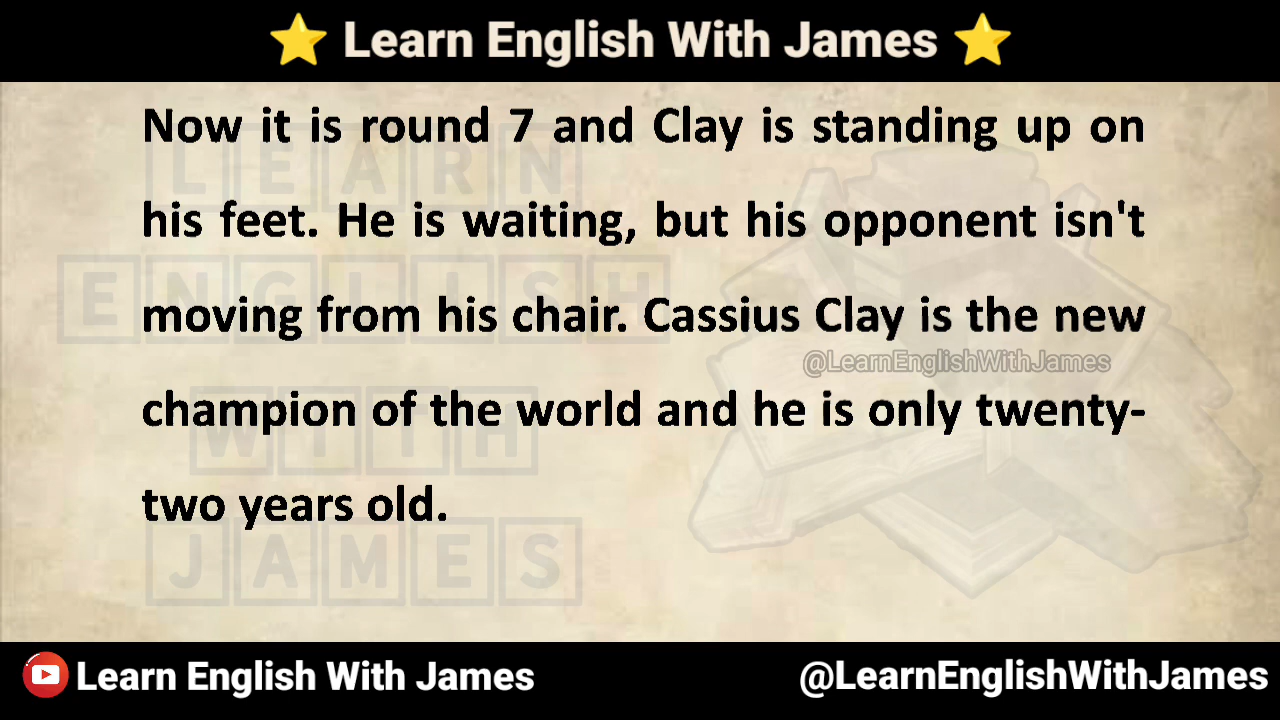 Learn English With James
Now it is round 7 and Clay is standing up on
his feet. He is waiting, but his opponent isn't
moving from his chair. Cassius Clay is the new
@LearnEnglishWithJames
champion of the world and he is only twenty-
two years old.
LEARN
ENGLISH
WITH
JAMES
Learn English With James
@LearnEnglishWithJames